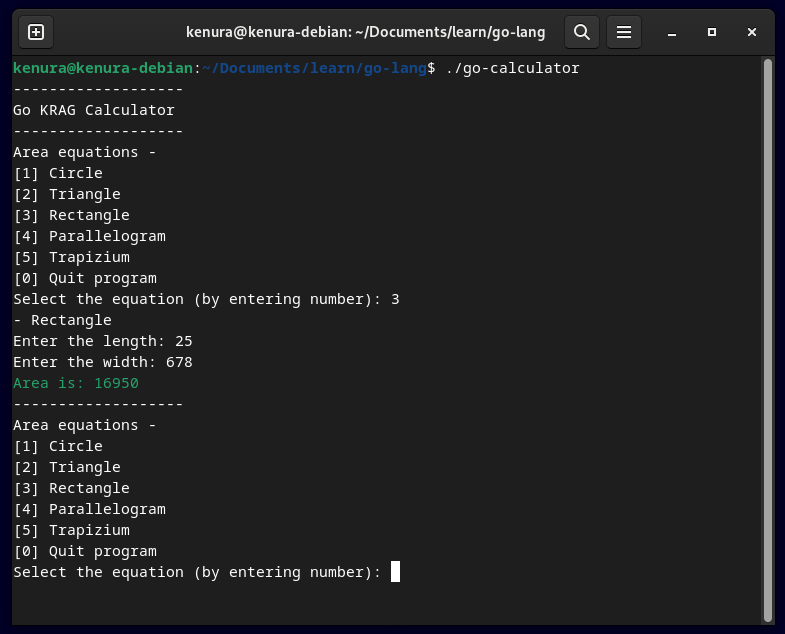 kenura@kenura-debian: ~/Documents/learn/go-lang
kenura@kenura-debian:~/Documents/learn/go-lang$ ./go-calculator
-------------------
Go KRAG Calculator
-------------------
Area equations -
[1] Circle
[2] Triangle
[3] Rectangle
[4] Parallelogram
[5] Trapizium
[0] Quit program
Select the equation (by entering number): 3
- Rectangle
Enter the length: 25
Enter the width: 678
Area is: 16950
-------------------
Area equations -
[1] Circle
[2] Triangle
[3] Rectangle
[4] Parallelogram
[5] Trapizium
[0] Quit program
Select the equation (by entering number):